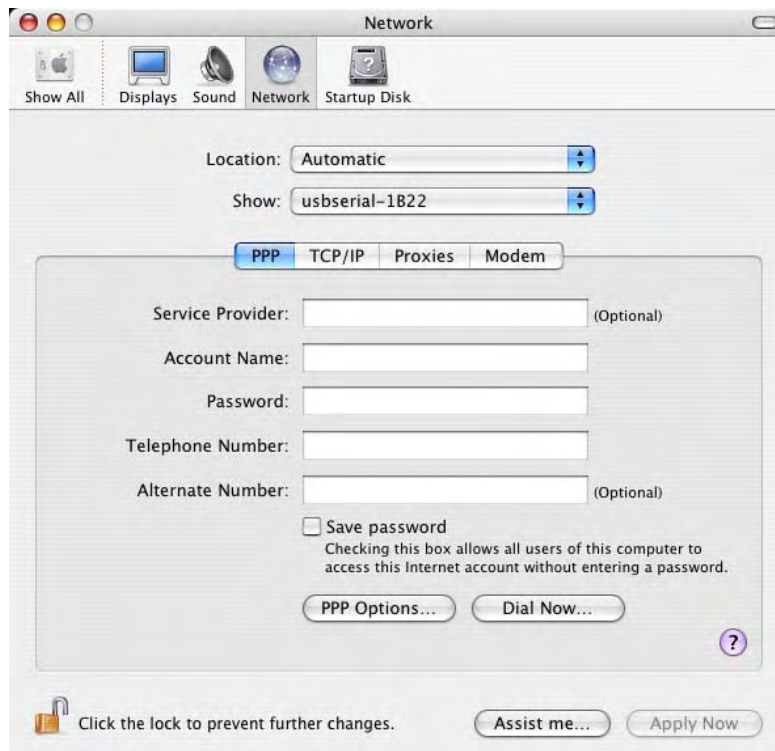 Network
Show All Displays Sound Network Startup Disk
Location: Automatic
Show: usbserial-1B22
PPP TCP/IP Proxies Modem
Service Provider: (Optional)
Account Name:
Password:
Telephone Number:
Alternate Number: (Optional)
Save password
Checking this box allows all users of this computer to
access this Internet account without entering a password.
PPP Options... Dial Now...
?
Click the lock to prevent further changes. Assist me... Apply Now